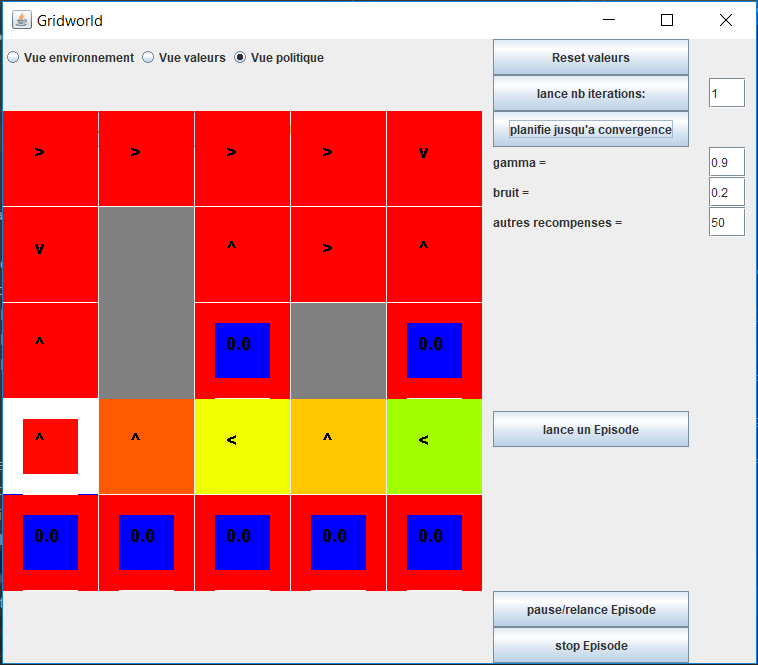 Gridworld
Vue environnement Vue valeurs Vue politique
Reset valeurs
lance nb iterations: 1
planifie jusqu'a convergence
gamma = 0.9
bruit = 0.2
autres recompenses = 50
> > > > v
v ^ > ^
^ 0.0 0.0
^ ^ < ^ <
0.0 0.0 0.0 0.0 0.0
lance un Episode
pause/relance Episode
stop Episode